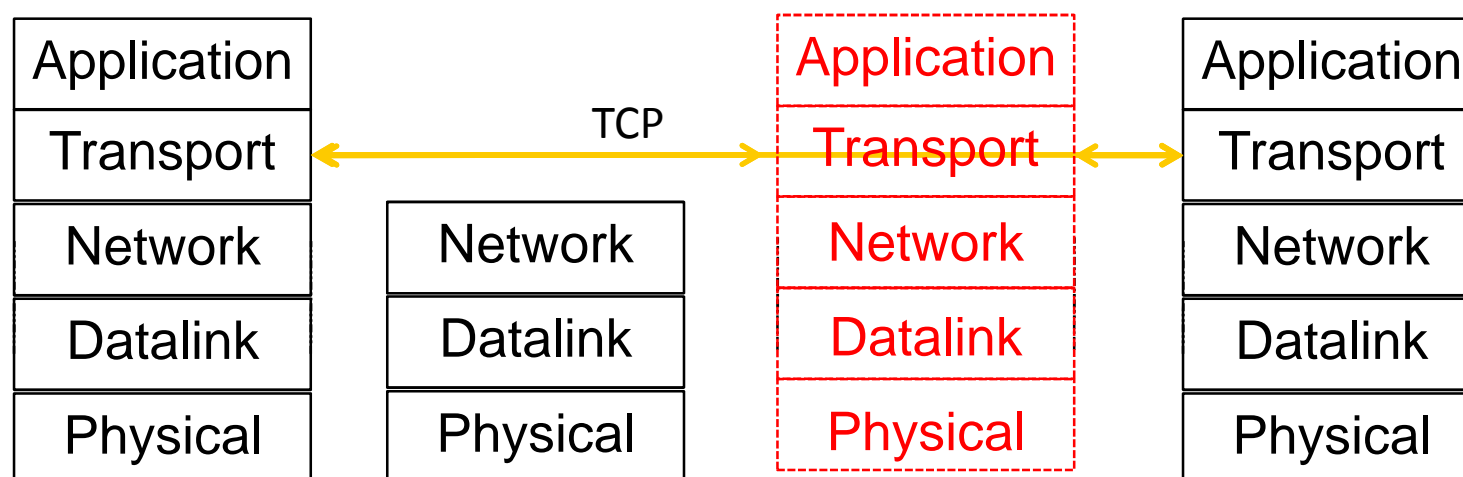 Application
Transport
Network
Datalink
Physical
TCP
Network
Datalink
Physical
Application
Transport
Network
Datalink
Physical
Application
Transport
Network
Datalink
Physical